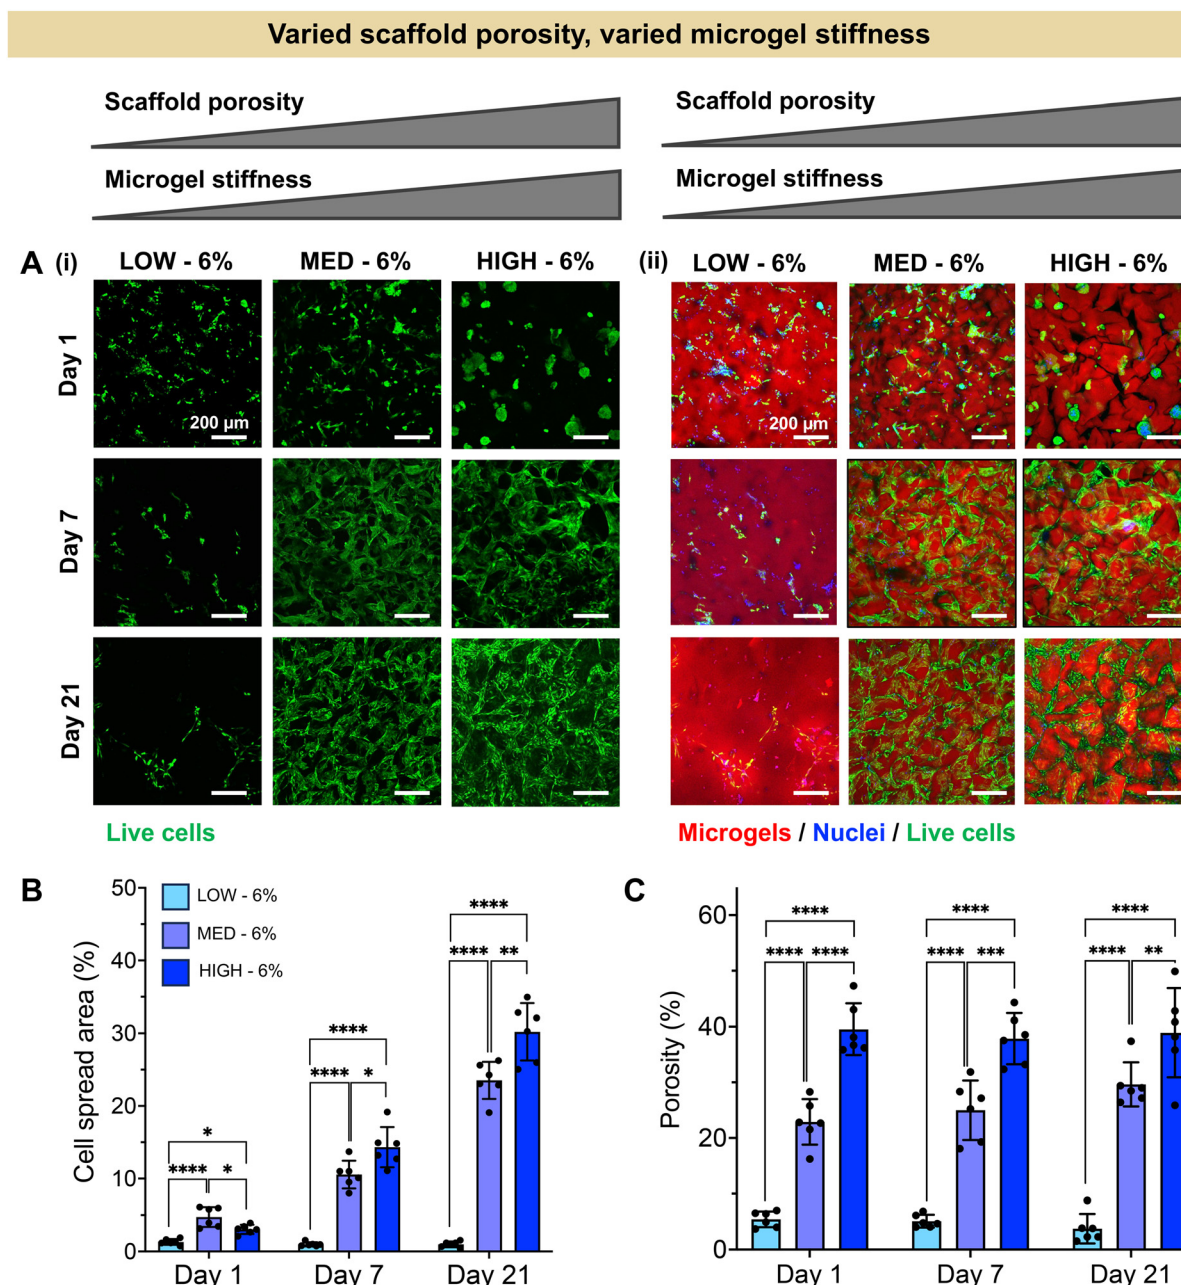 Varied scaffold porosity, varied microgel stiffness
Scaffold porosity
Scaffold porosity
Microgel stiffness
Microgel stiffness
A (i) LOW - 6% MED - 6% HIGH - 6%
(ii) LOW - 6% MED - 6% HIGH - 6%
Day 1
200 µm
200 µm
Day 7
Day 21
Live cells
Microgels / Nuclei / Live cells
B
Cell spread area (%)
50
40
30
20
10
0
LOW - 6%
MED - 6%
HIGH - 6%
* **** *
**** **** *
**** **** **
Day 1 Day 7 Day 21
C
Porosity (%)
60
40
20
0
**** **** ****
**** **** ***
**** **** **
Day 1 Day 7 Day 21